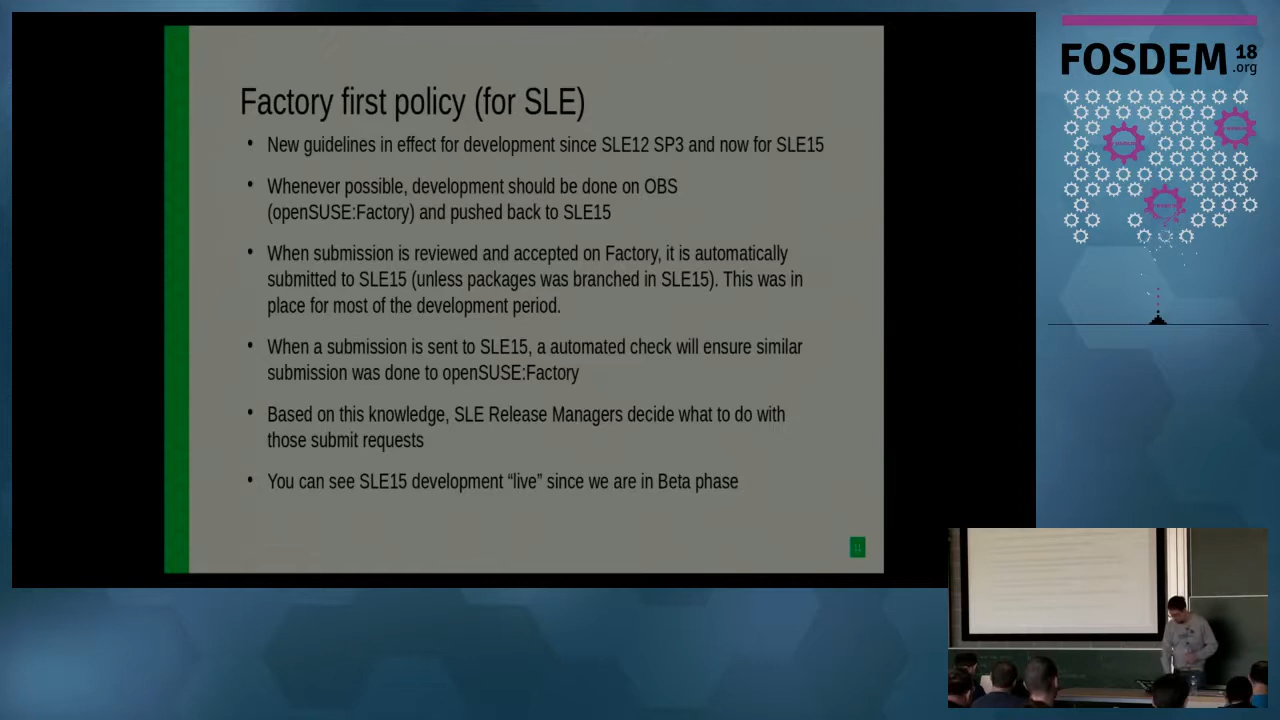 Factory first policy (for SLE)
• New guidelines in effect for development since SLE12 SP3 and now for SLE15
• Whenever possible, development should be done on OBS
(openSUSE:Factory) and pushed back to SLE15
• When submission is reviewed and accepted on Factory, it is automatically
submitted to SLE15 (unless packages was branched in SLE15). This was in
place for most of the development period.
• When a submission is sent to SLE15, a automated check will ensure similar
submission was done to openSUSE:Factory
• Based on this knowledge, SLE Release Managers decide what to do with
those submit requests
• You can see SLE15 development “live” since we are in Beta phase
11
FOSDEM 18
.org